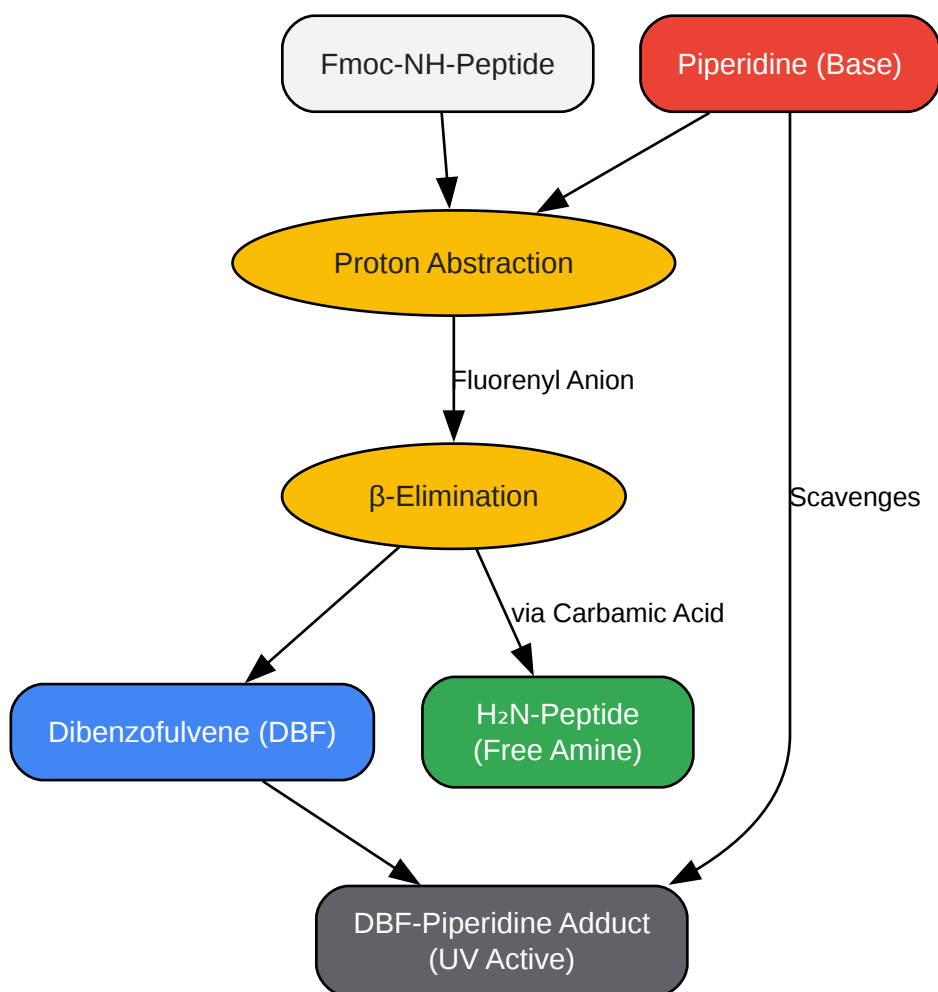 Fmoc-NH-Peptide
Piperidine (Base)
Proton Abstraction
Fluorenyl Anion
β-Elimination
Scavenges
via Carbamic Acid
Dibenzofulvene (DBF)
H₂N-Peptide
(Free Amine)
DBF-Piperidine Adduct
(UV Active)